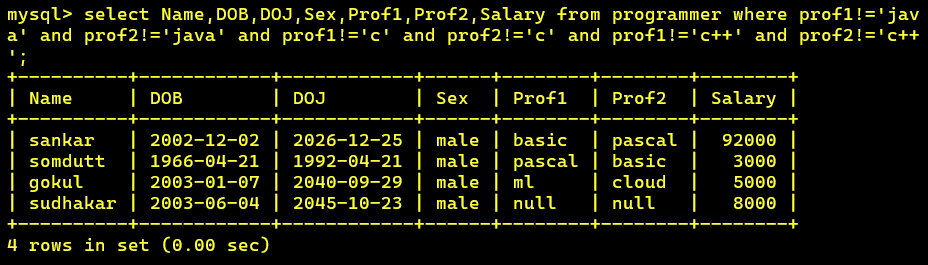 mysql> select Name,DOB,DOJ,Sex,Prof1,Prof2,Salary from programmer where prof1!='jav
a' and prof2!='java' and prof1!='c' and prof2!='c' and prof1!='c++' and prof2!='c++
';
+----------+------------+------------+------+--------+--------+--------+
| Name     | DOB        | DOJ        | Sex  | Prof1  | Prof2  | Salary |
+----------+------------+------------+------+--------+--------+--------+
| sankar   | 2002-12-02 | 2026-12-25 | male | basic  | pascal |  92000 |
| somdutt  | 1966-04-21 | 1992-04-21 | male | pascal | basic  |   3000 |
| gokul    | 2003-01-07 | 2040-09-29 | male | ml     | cloud  |   5000 |
| sudhakar | 2003-06-04 | 2045-10-23 | male | null   | null   |   8000 |
+----------+------------+------------+------+--------+--------+--------+
4 rows in set (0.00 sec)